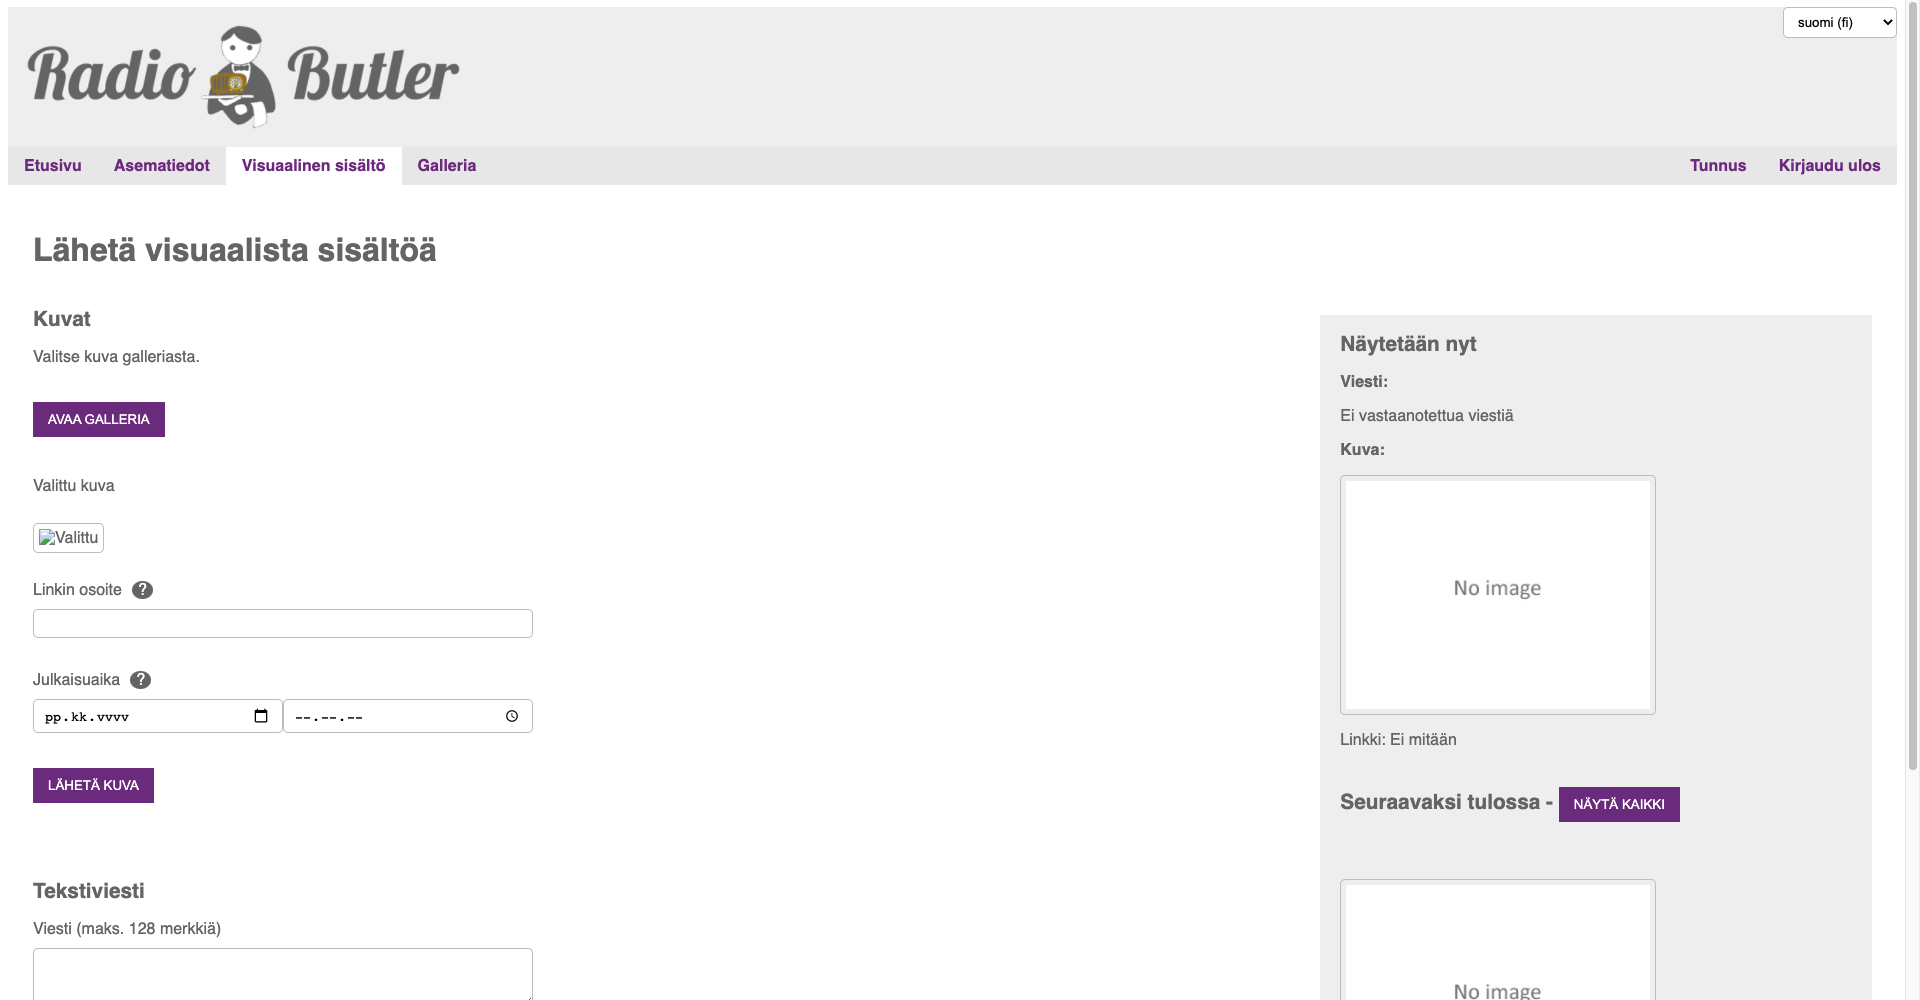 suomi (fi)
Radio Butler
Etusivu Asematiedot Visuaalinen sisältö Galleria Tunnus Kirjaudu ulos
Lähetä visuaalista sisältöä
Kuvat
Valitse kuva galleriasta.
AVAA GALLERIA
Valittu kuva
Valittu
Linkin osoite ?
Julkaisuaika ?
pp.kk.vvvv --.--.--
LÄHETÄ KUVA
Tekstiviesti
Viesti (maks. 128 merkkiä)
Näytetään nyt
Viesti:
Ei vastaanotettua viestiä
Kuva:
No image
Linkki: Ei mitään
Seuraavaksi tulossa - NÄYTÄ KAIKKI
No image